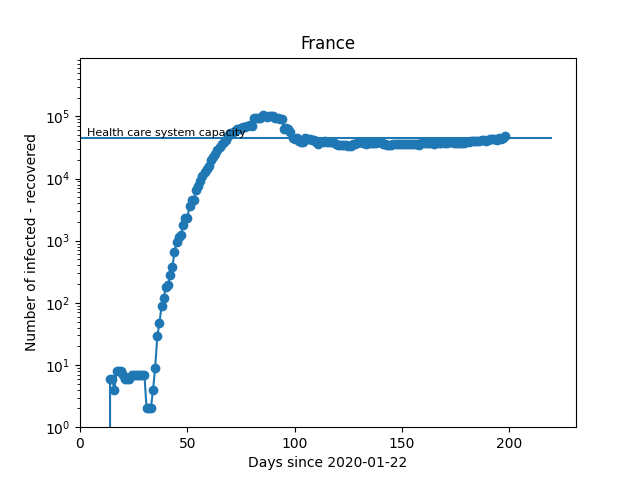 France
Health care system capacity
Number of infected - recovered
10^5
10^4
10^3
10^2
10^1
10^0
0 50 100 150 200
Days since 2020-01-22